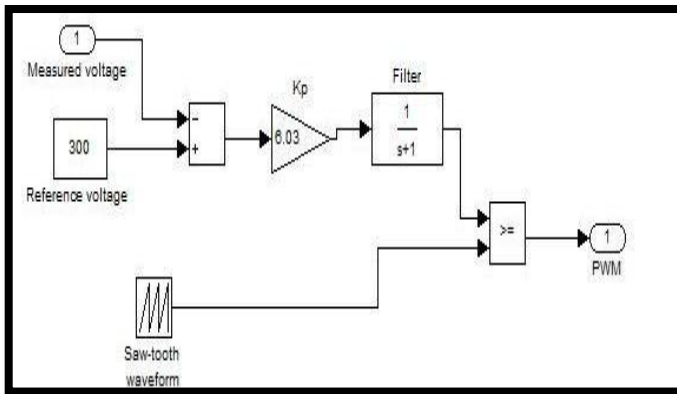 1
Measured voltage
300
Reference voltage
−
+
Kp
6.03
Filter
1
s+1
>=
1
PWM
Saw-tooth
waveform